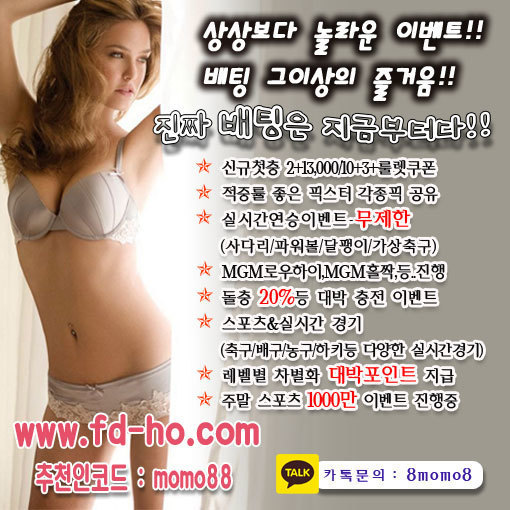 상상보다 놀라운 이벤트!!
배팅 그이상의 즐거움!!
진짜 배팅은 지금부터다!!
신규첫충 2+13,000/10+3+룰렛쿠폰
적중률 좋은 픽스터 각종픽 공유
실시간연승이벤트-무제한
(사다리/파워볼/달팽이/가상축구)
MGM로우하이,MGM홀짝,등..진행
돌충 20%등 대박 충전 이벤트
스포츠&실시간 경기
(축구/배구/농구/하키등 다양한 실시간경기)
레벨별 차별화 대박포인트 지급
주말 스포츠 1000만 이벤트 진행중
www.fd-ho.com
추천인코드 : momo88
TALK 카톡문의 : 8momo8